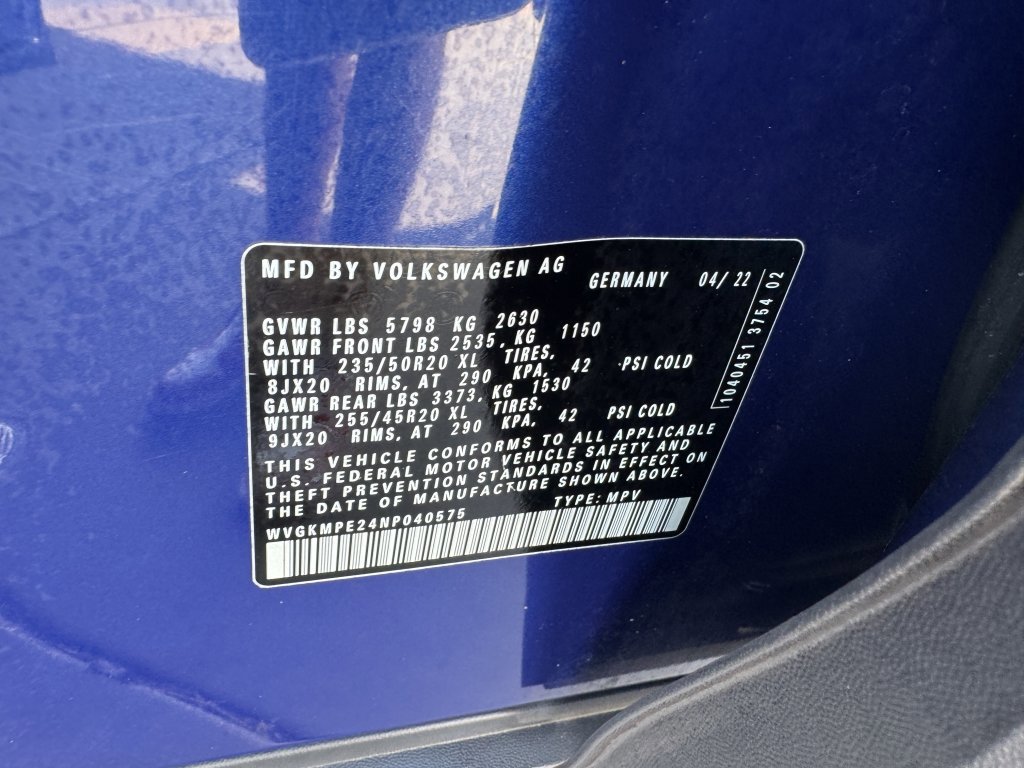 MFD BY VOLKSWAGEN AG GERMANY 04/ 22
GVWR LBS 5798 KG 2630
GAWR FRONT LBS 2535, KG 1150
WITH 235/50R20 XL TIRES,
8JX20 RIMS, AT 290 KPA, 42 PSI COLD
GAWR REAR LBS 3373, KG 1530
WITH 255/45R20 XL TIRES,
9JX20 RIMS, AT 290 KPA, 42 PSI COLD
THIS VEHICLE CONFORMS TO ALL APPLICABLE
U.S. FEDERAL MOTOR VEHICLE SAFETY AND
THEFT PREVENTION STANDARDS IN EFFECT ON
THE DATE OF MANUFACTURE SHOWN ABOVE.
WVGKMPE24NP040575 TYPE: MPV
1040451 3754 02